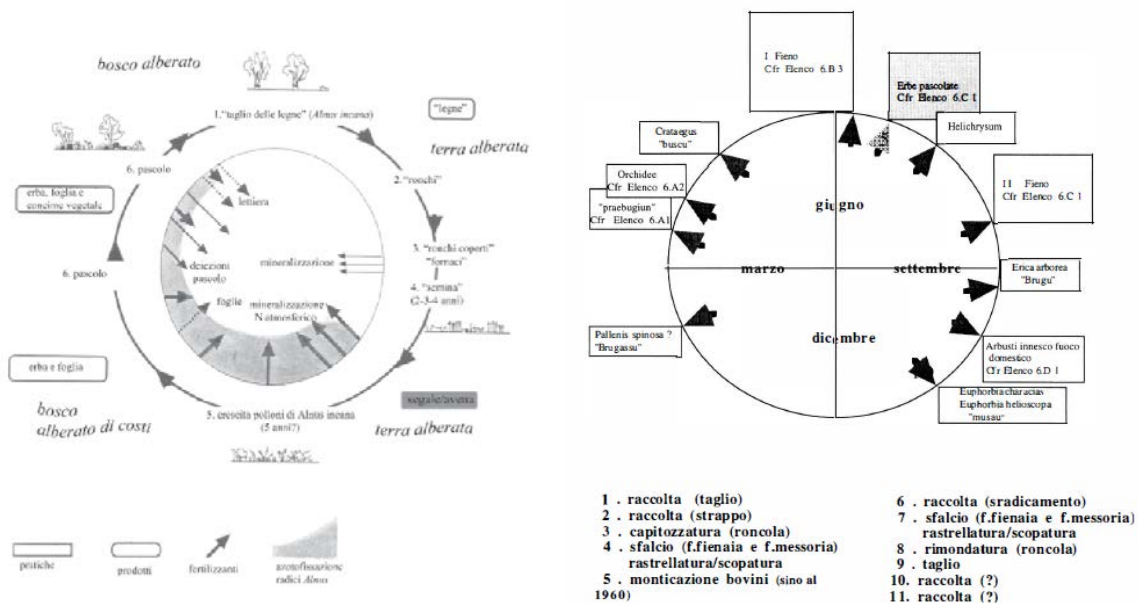 bosco alberato
1. "taglio delle legne" (Alnus incana)
"legne"
terra alberata
6. pascolo
2. "ronchi"
erba, foglia e
concime vegetale
lettiera
3. "ronchi coperti"
"fornaci"
6. pascolo
deiezioni
pascolo
mineralizzazione
4. "semina"
(2-3-4 anni)
foglie
mineralizzazione
N atmosferico
erba e foglia
segale/avena
bosco
alberato di costi
5. crescita polloni di Alnus incana
(5 anni?)
terra alberata
pratiche
prodotti
fertilizzanti
azotofissazione
radici Alnus
I Fieno
Cfr Elenco 6.B 3
Erbe pascolate
Cfr Elenco 6.C 1
Crataegus
"buscu"
Helichrysum
Orchidee
Cfr Elenco 6.A2
"praebugiun"
Cfr Elenco 6.A1
II Fieno
Cfr Elenco 6.C 1
giugno
marzo
settembre
Erica arborea
"Brugu"
Pallenis spinosa ?
"Brugassu"
dicembre
Arbusti innesco fuoco
domestico
Cfr Elenco 6.D 1
Euphorbia characias
Euphorbia helioscopa
"musau"
1 . raccolta (taglio)
2 . raccolta (strappo)
3 . capitozzatura (roncola)
4 . sfalcio (f.fienaia e f.messoria)
rastrellatura/scopatura
5 . monticazione bovini (sino al
1960)
6 . raccolta (sradicamento)
7 . sfalcio (f.fienaia e f.messoria)
rastrellatura/scopatura
8 . rimondatura (roncola)
9 . taglio
10. raccolta (?)
11. raccolta (?)